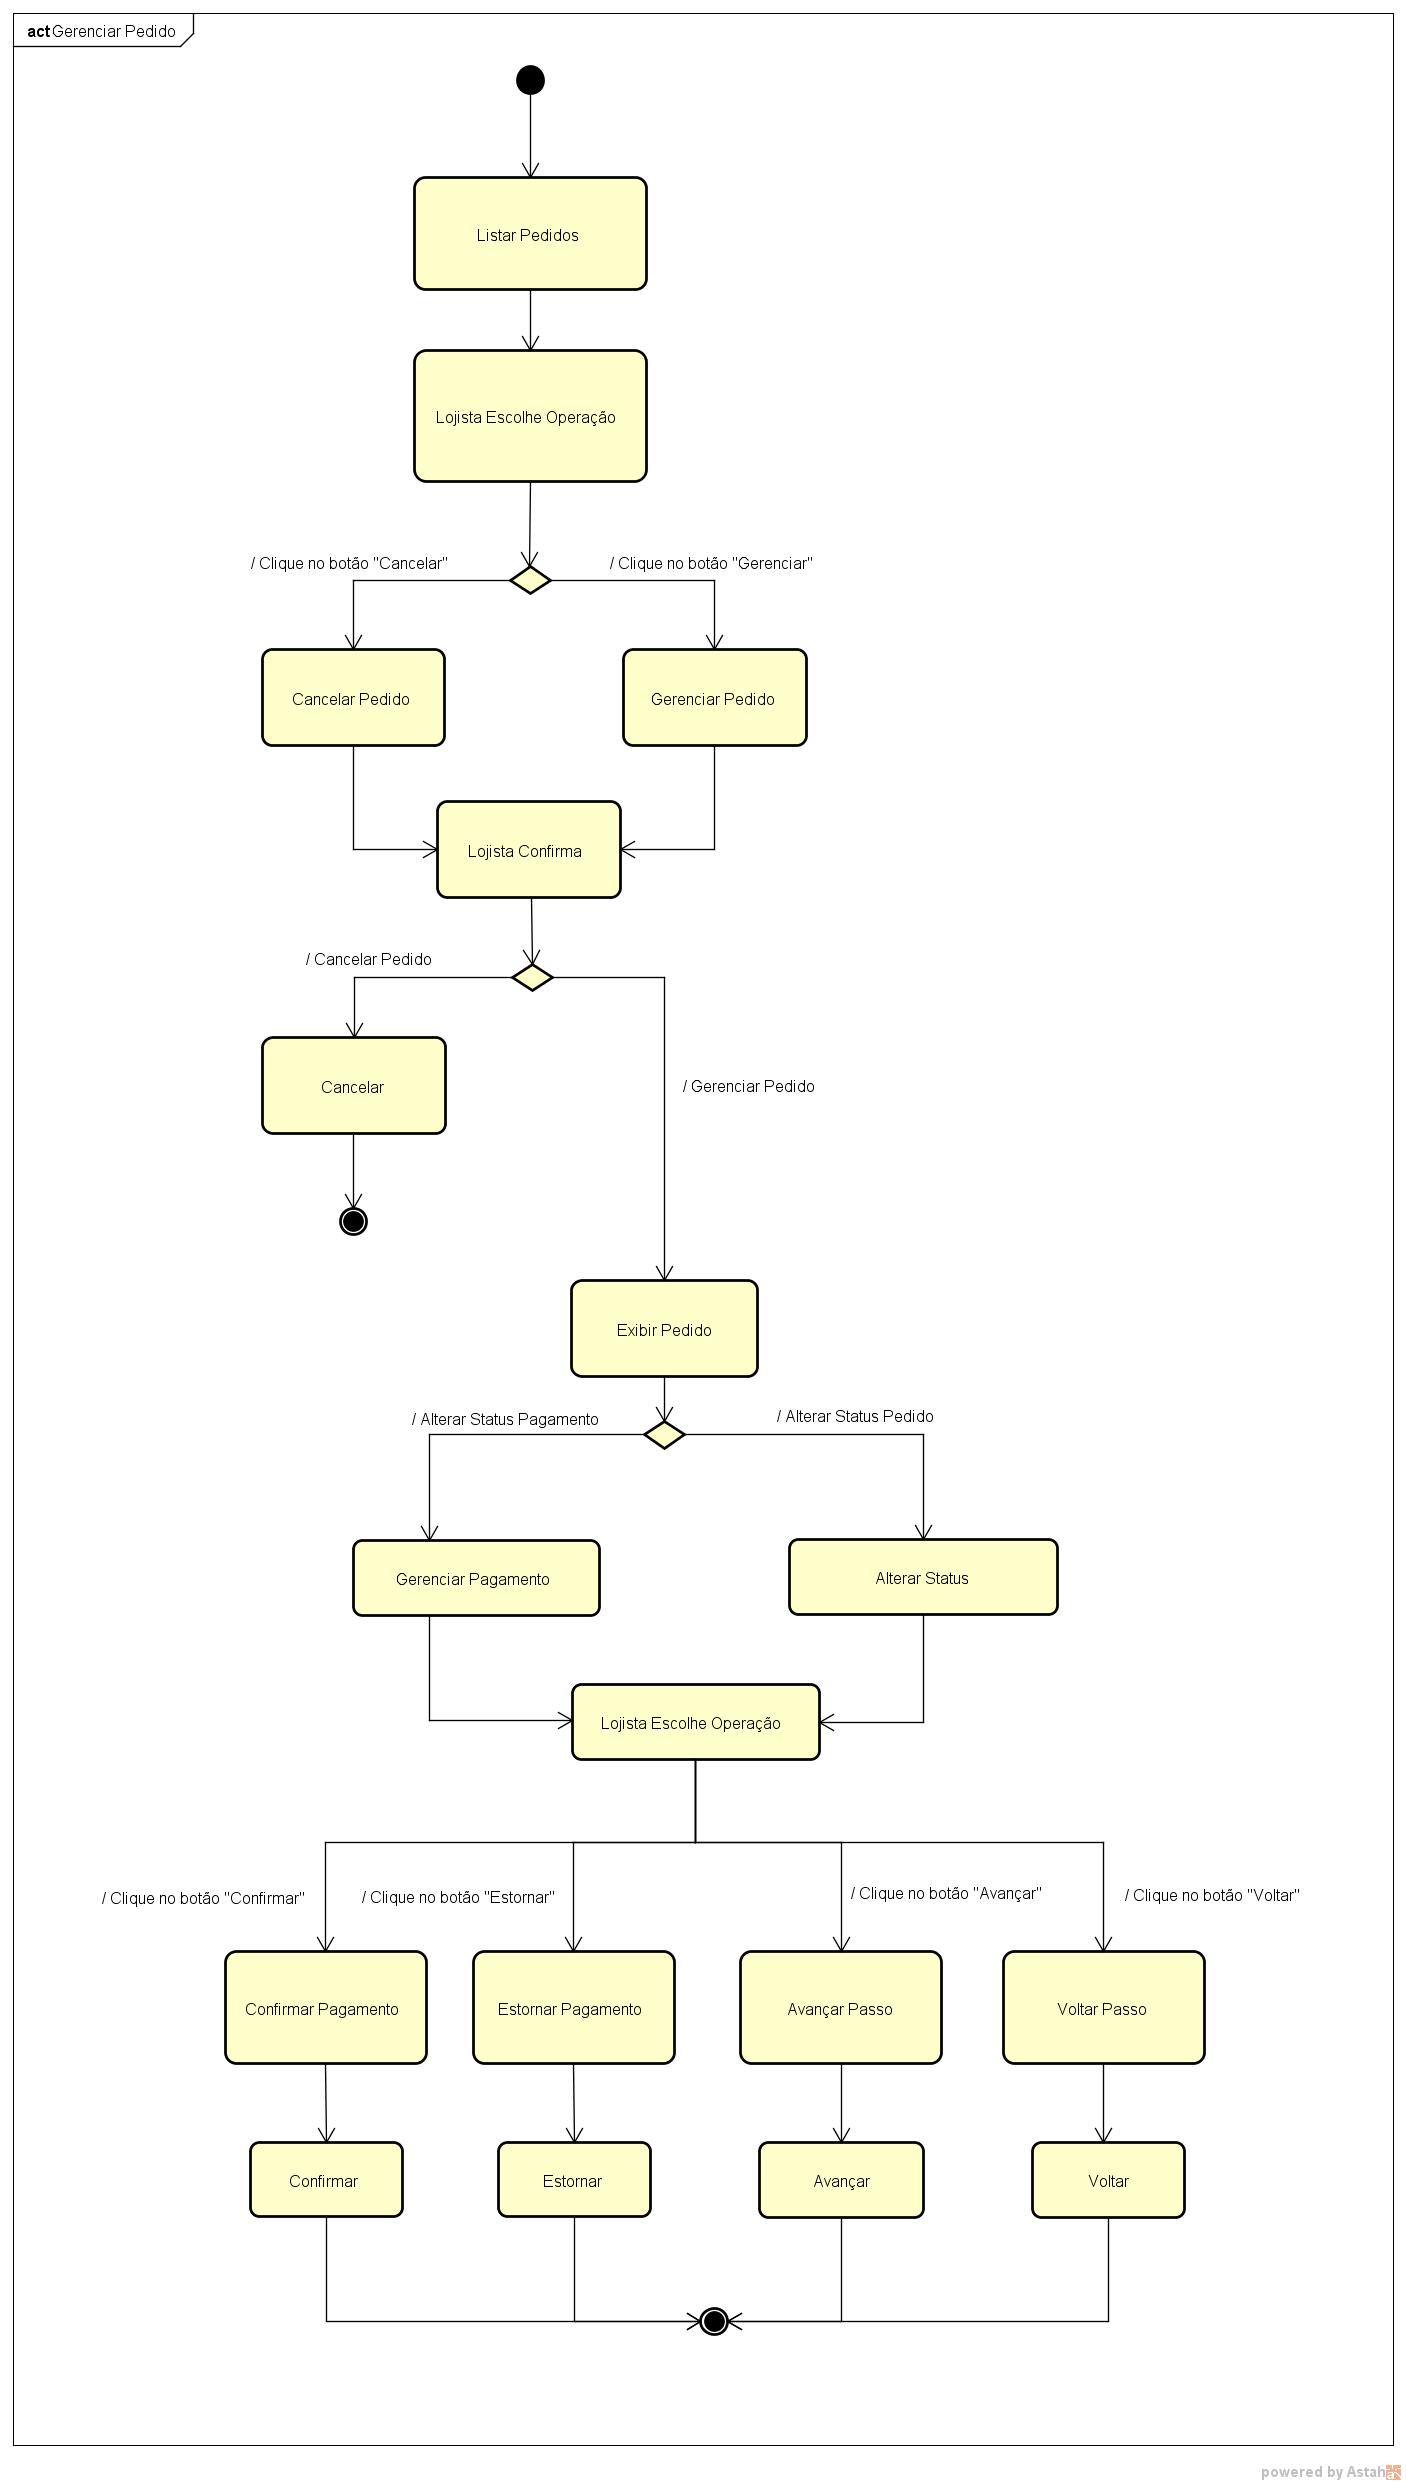 act Gerenciar Pedido
Listar Pedidos
Lojista Escolhe Operação
/ Clique no botão "Cancelar"
/ Clique no botão "Gerenciar"
Cancelar Pedido
Gerenciar Pedido
Lojista Confirma
/ Cancelar Pedido
Cancelar
/ Gerenciar Pedido
Exibir Pedido
/ Alterar Status Pagamento
/ Alterar Status Pedido
Gerenciar Pagamento
Alterar Status
Lojista Escolhe Operação
/ Clique no botão "Confirmar"
/ Clique no botão "Estornar"
/ Clique no botão "Avançar"
/ Clique no botão "Voltar"
Confirmar Pagamento
Estornar Pagamento
Avançar Passo
Voltar Passo
Confirmar
Estornar
Avançar
Voltar
powered by Astah